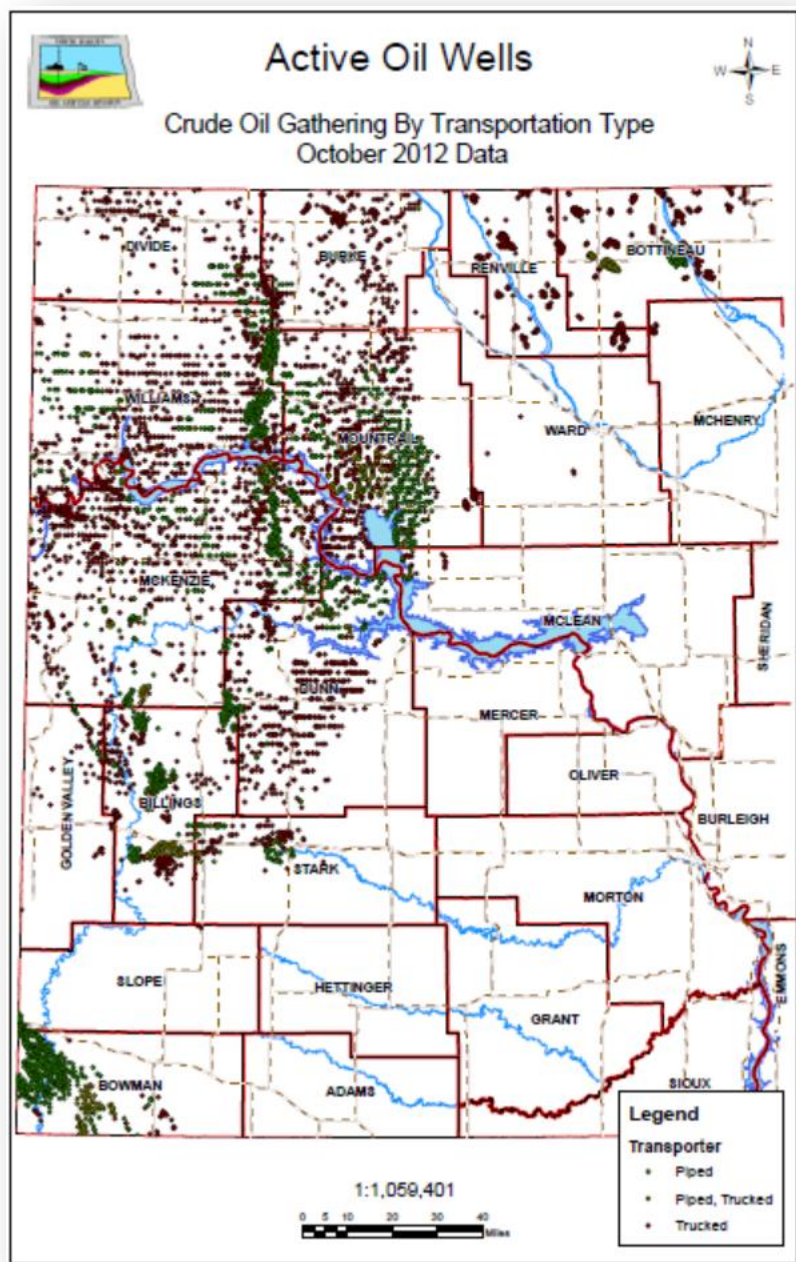 Active Oil Wells
N
W E
S
Crude Oil Gathering By Transportation Type
October 2012 Data
DIVIDE
BURKE
RENVILLE
BOTTINEAU
WILLIAMS
MOUNTRAIL
WARD
MCHENRY
MCKENZIE
DUNN
MCLEAN
SHERIDAN
MERCER
OLIVER
GOLDEN VALLEY
BILLINGS
BURLEIGH
STARK
MORTON
SLOPE
HETTINGER
GRANT
EMMONS
BOWMAN
ADAMS
SIOUX
Legend
Transporter
Piped
Piped, Trucked
Trucked
1:1,059,401
0 5 10 20 30 40
Miles